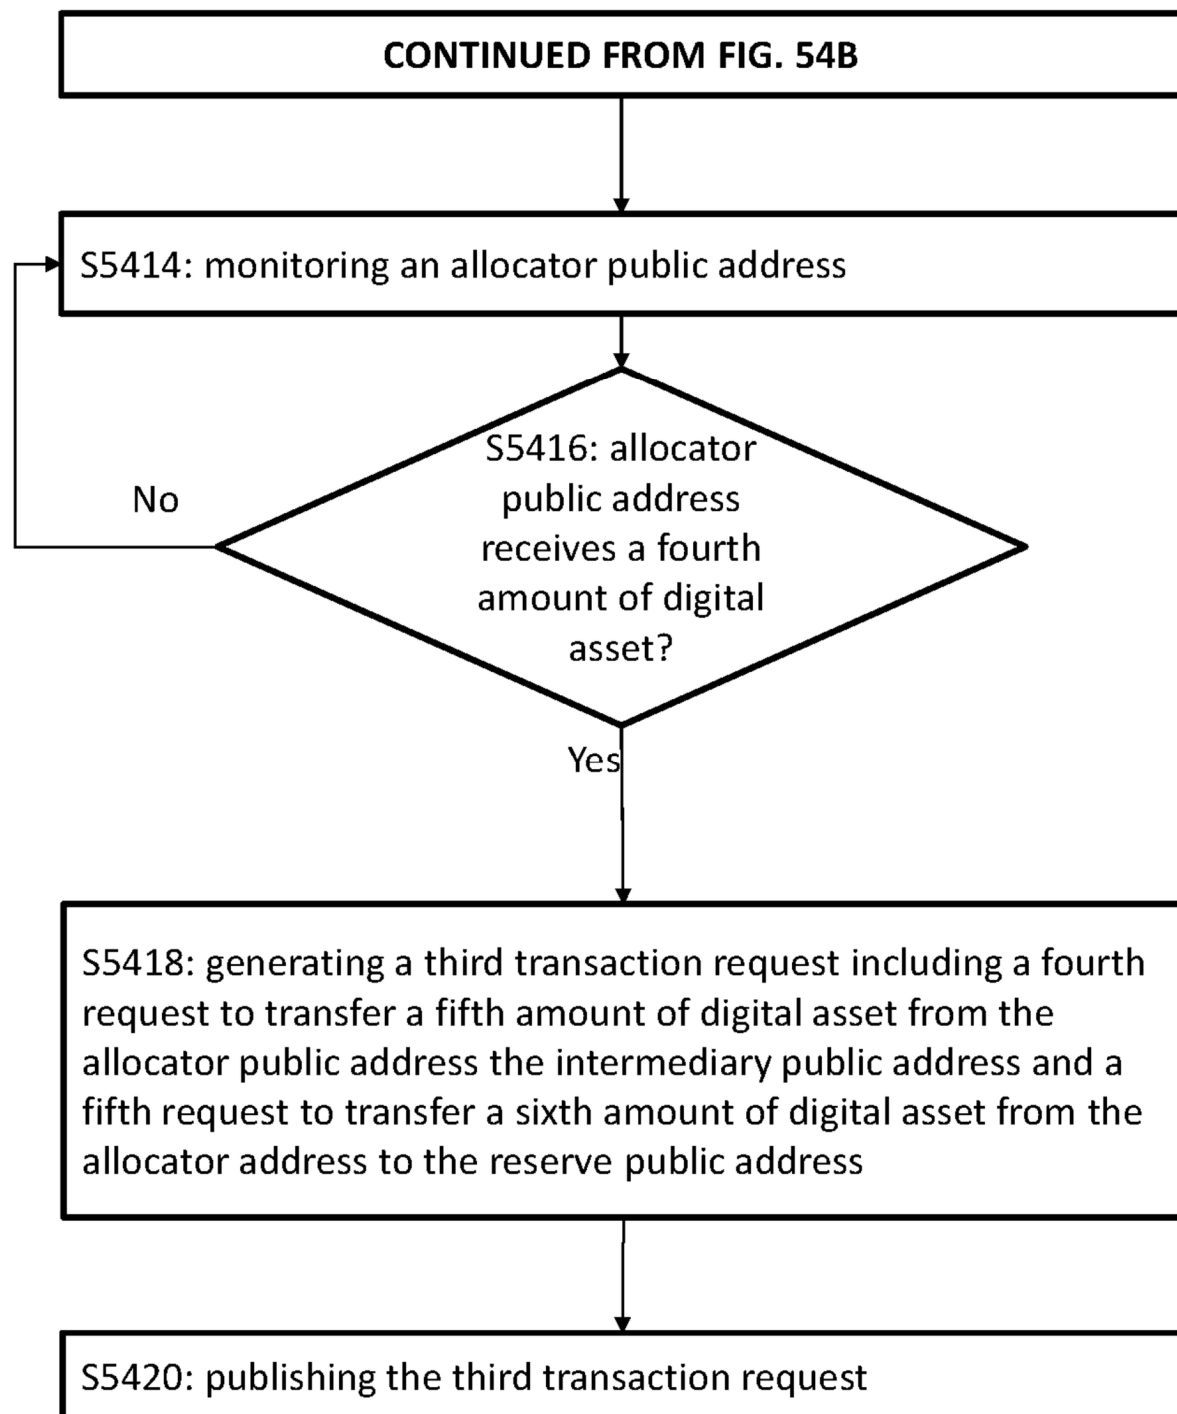 CONTINUED FROM FIG. 54B
S5414: monitoring an allocator public address
S5416: allocator
public address
receives a fourth
amount of digital
asset?
No
Yes
S5418: generating a third transaction request including a fourth
request to transfer a fifth amount of digital asset from the
allocator public address the intermediary public address and a
fifth request to transfer a sixth amount of digital asset from the
allocator address to the reserve public address
S5420: publishing the third transaction request